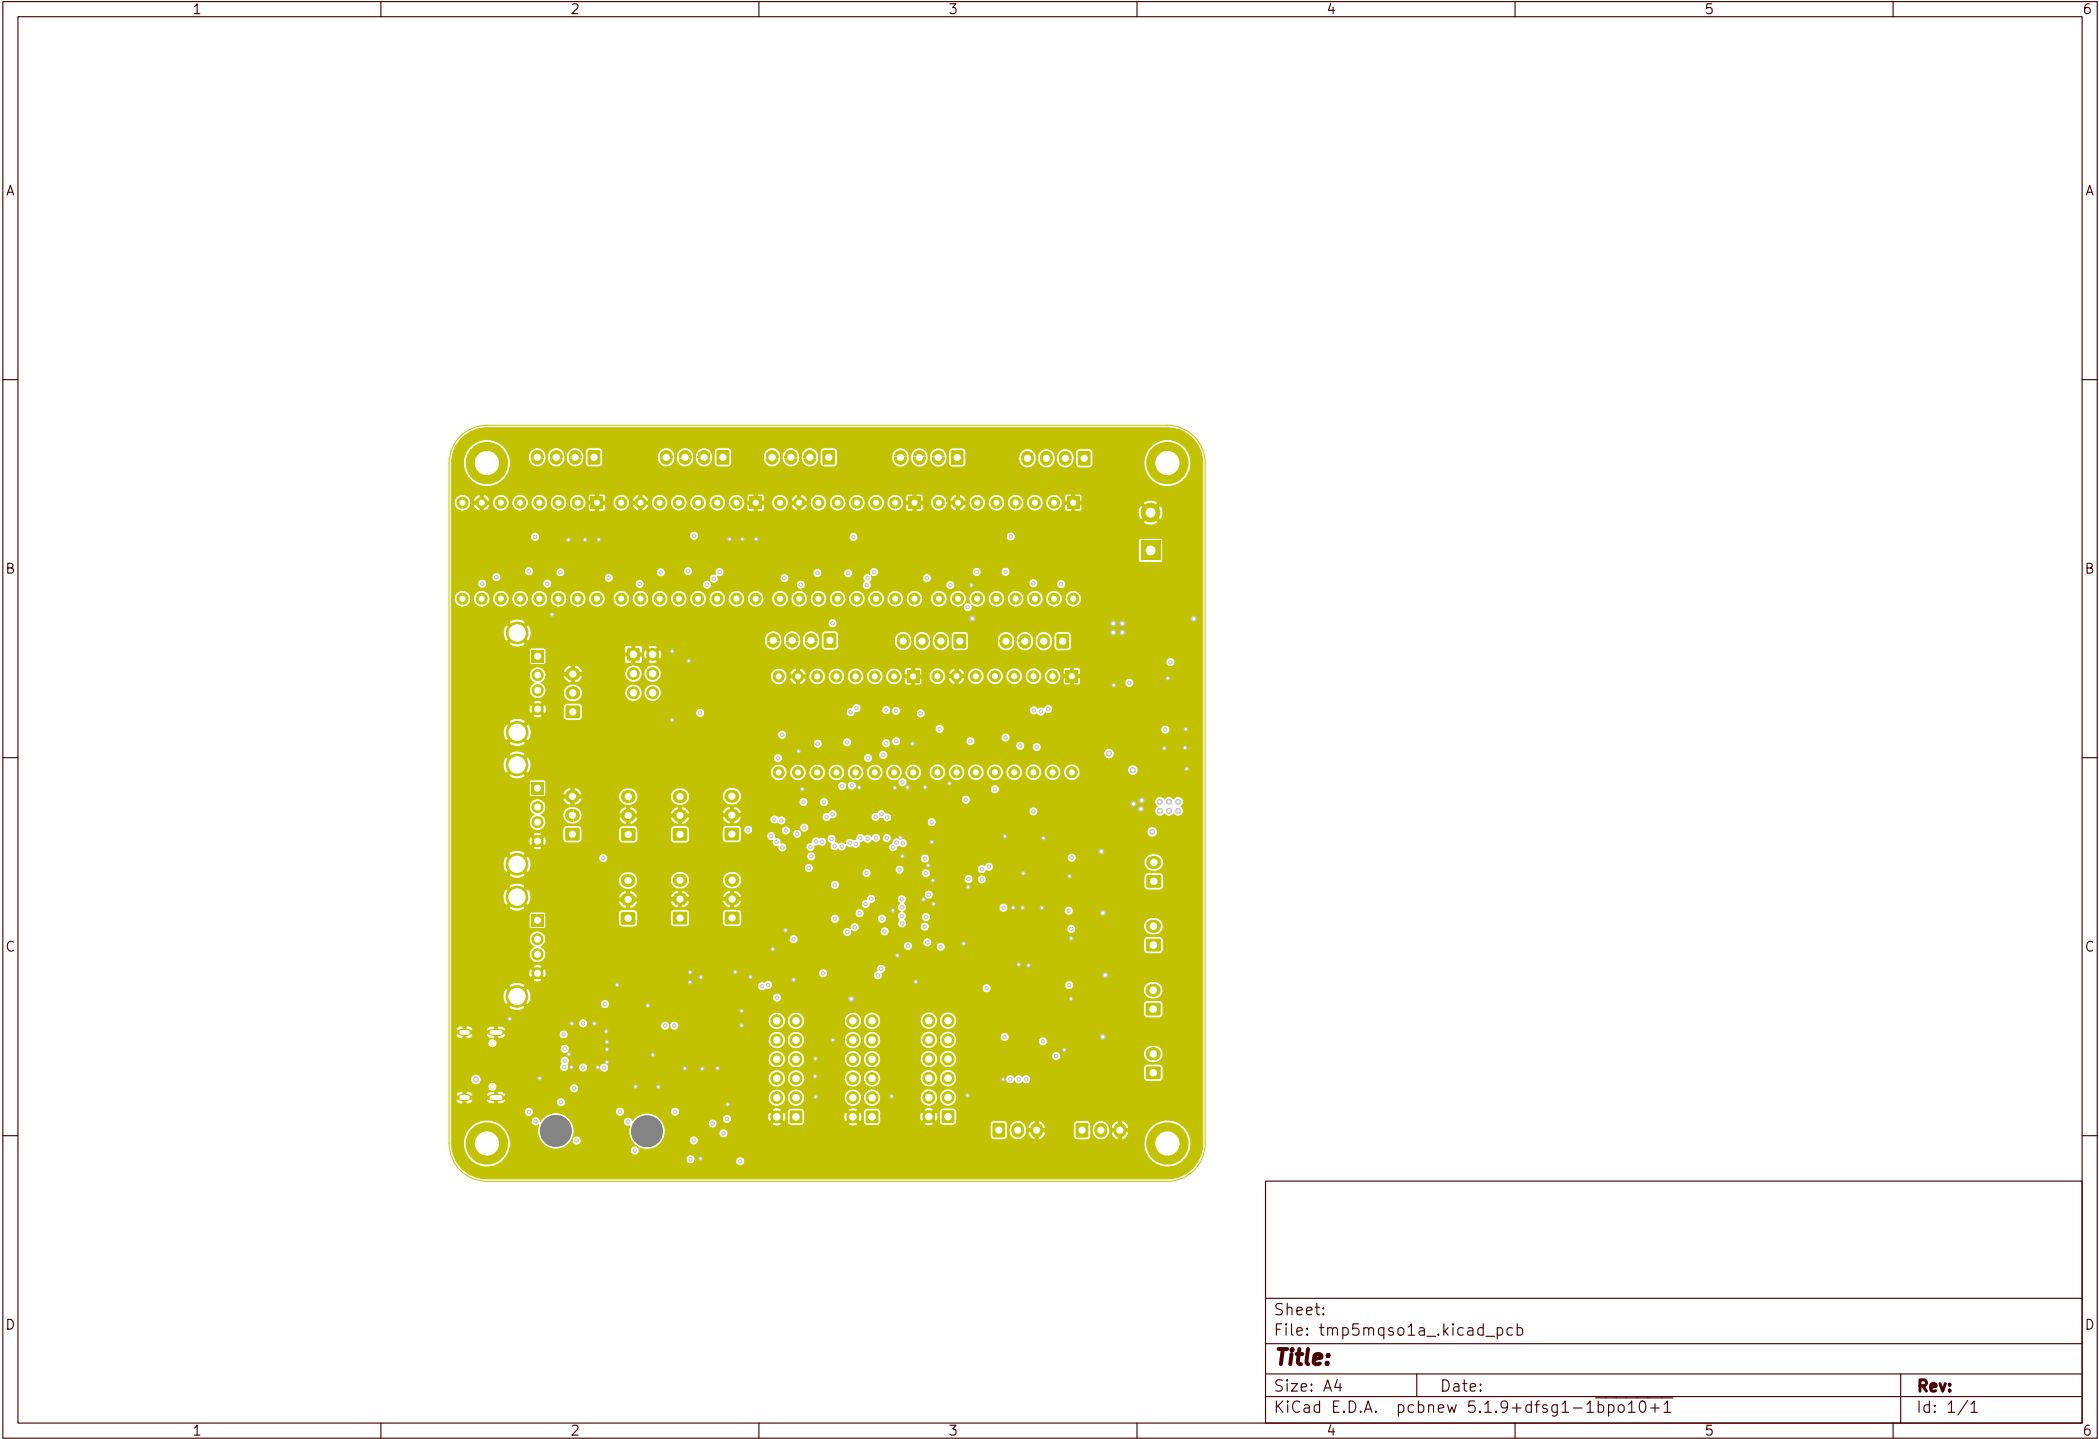 1 2 3 4 5 6
A A
B B
C C
D D
Sheet:
File: tmp5mqso1a_.kicad_pcb
Title:
Size: A4 Date: Rev:
KiCad E.D.A. pcbnew 5.1.9+dfsg1-1bpo10+1 Id: 1/1
1 2 3 4 5 6